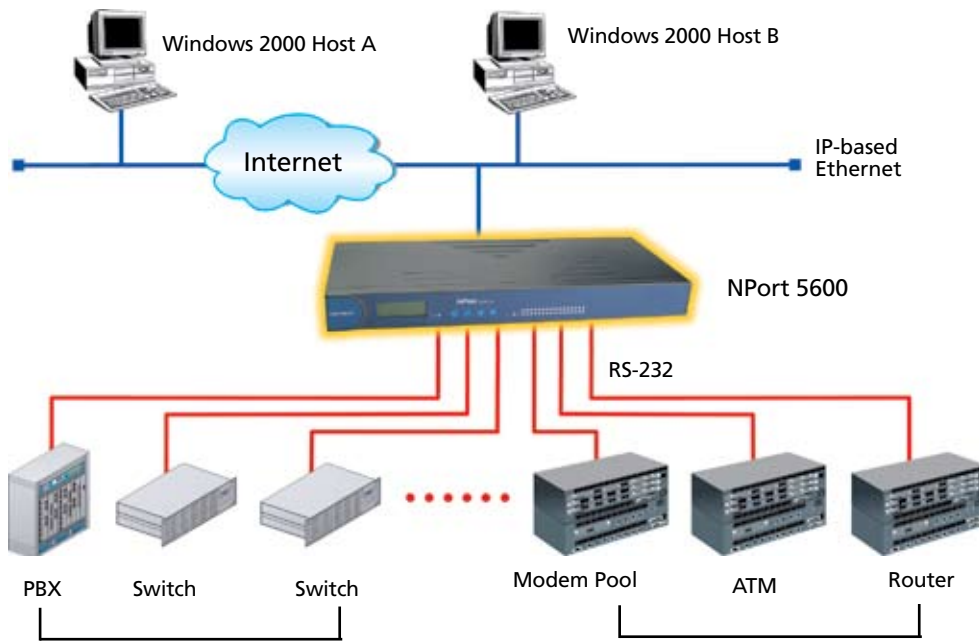 Windows 2000 Host A
Windows 2000 Host B
Internet
IP-based
Ethernet
NPort 5600
RS-232
PBX
Switch
Switch
Modem Pool
ATM
Router